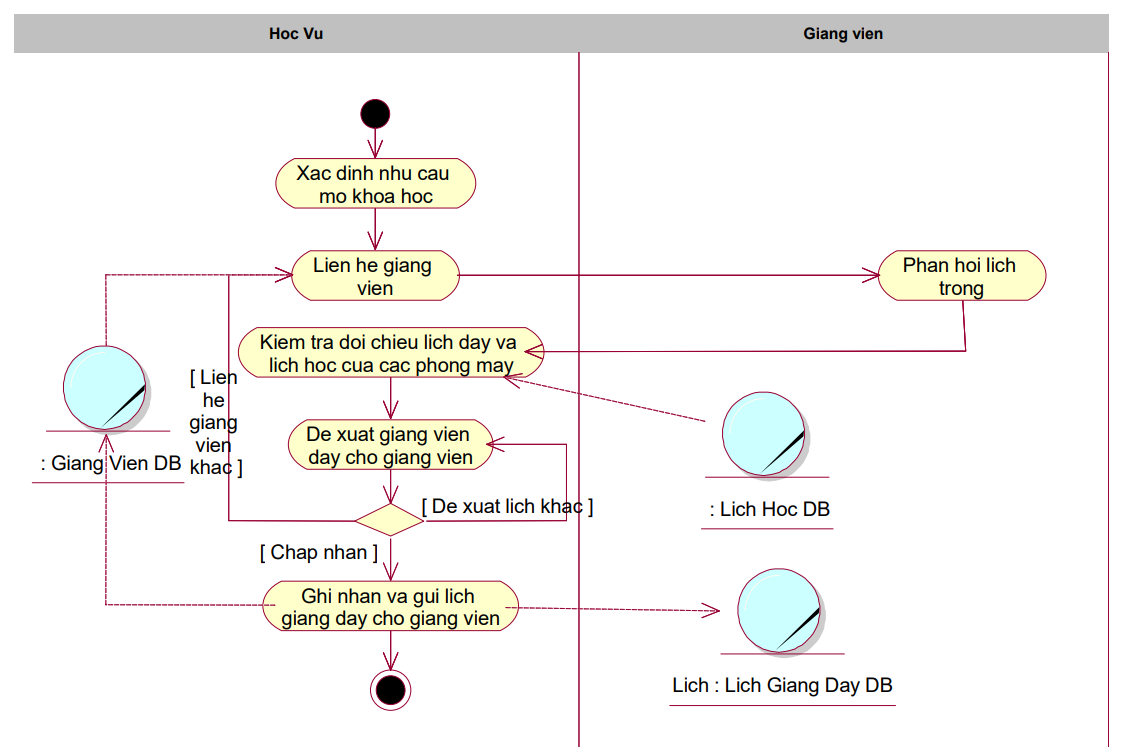 Hoc Vu
Giang vien
Xac dinh nhu cau
mo khoa hoc
Lien he giang
vien
Phan hoi lich
trong
Kiem tra doi chieu lich day va
lich hoc cua cac phong may
[ Lien
he
giang
vien
khac ]
: Giang Vien DB
De xuat giang vien
day cho giang vien
[ De xuat lich khac ]
: Lich Hoc DB
[ Chap nhan ]
Ghi nhan va gui lich
giang day cho giang vien
Lich : Lich Giang Day DB